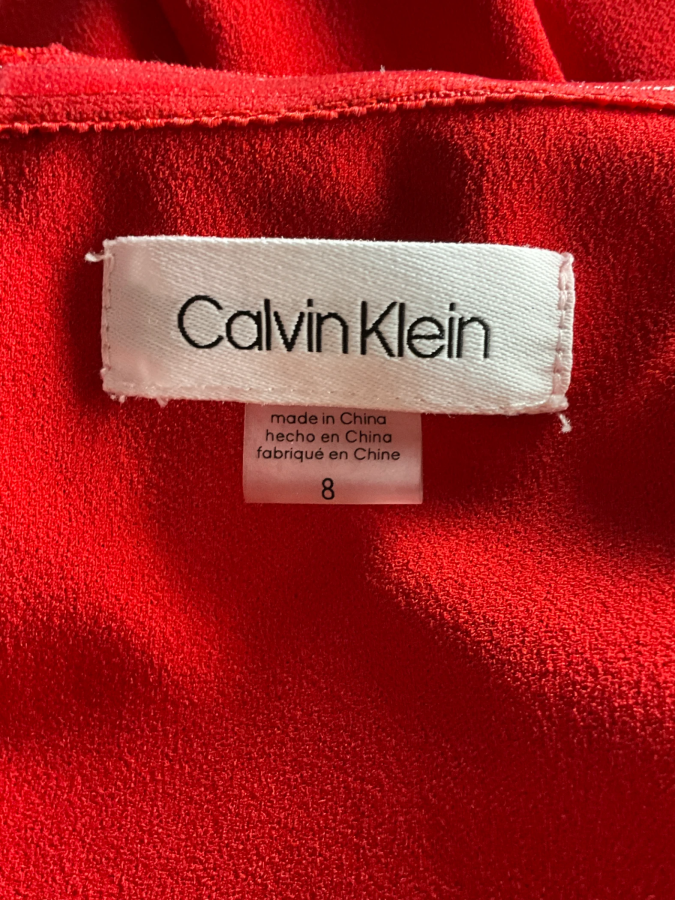 Calvin Klein
made in China
hecho en China
fabriqué en Chine
8